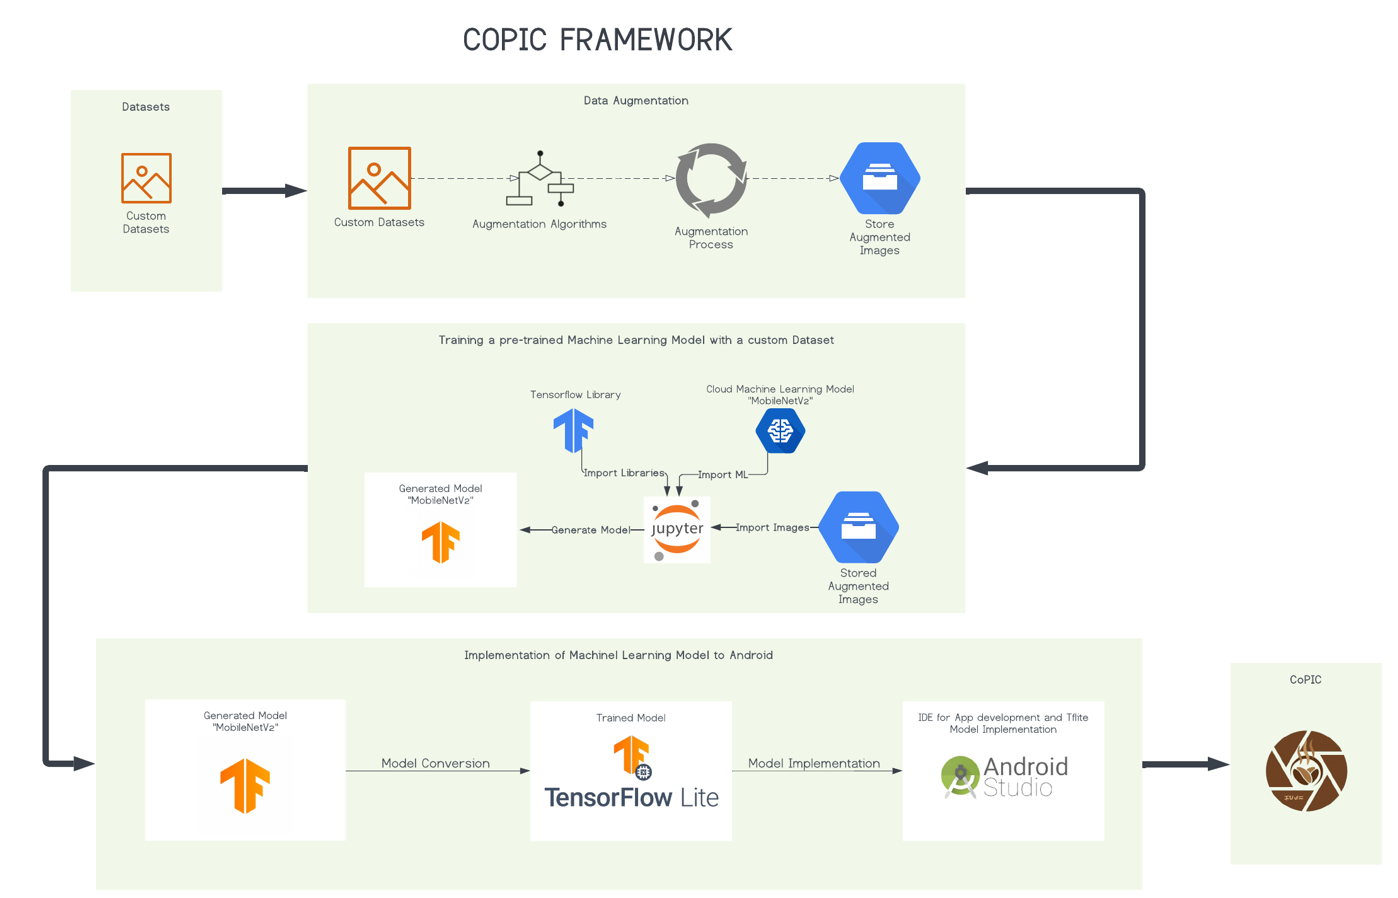 COPIC FRAMEWORK
Datasets
Custom
Datasets
Data Augmentation
Custom Datasets
Augmentation Algorithms
Augmentation
Process
Store
Augmented
Images
Training a pre-trained Machine Learning Model with a custom Dataset
Tensorflow Library
Cloud Machine Learning Model
"MobileNetV2"
Import Libraries
Import ML
Generated Model
"MobileNetV2"
Generate Model
jupyter
Import Images
Stored
Augmented
Images
Implementation of Machinel Learning Model to Android
Generated Model
"MobileNetV2"
Model Conversion
Trained Model
TensorFlow Lite
Model Implementation
IDE for App development and Tflite
Model Implementation
Android
Studio
CoPIC